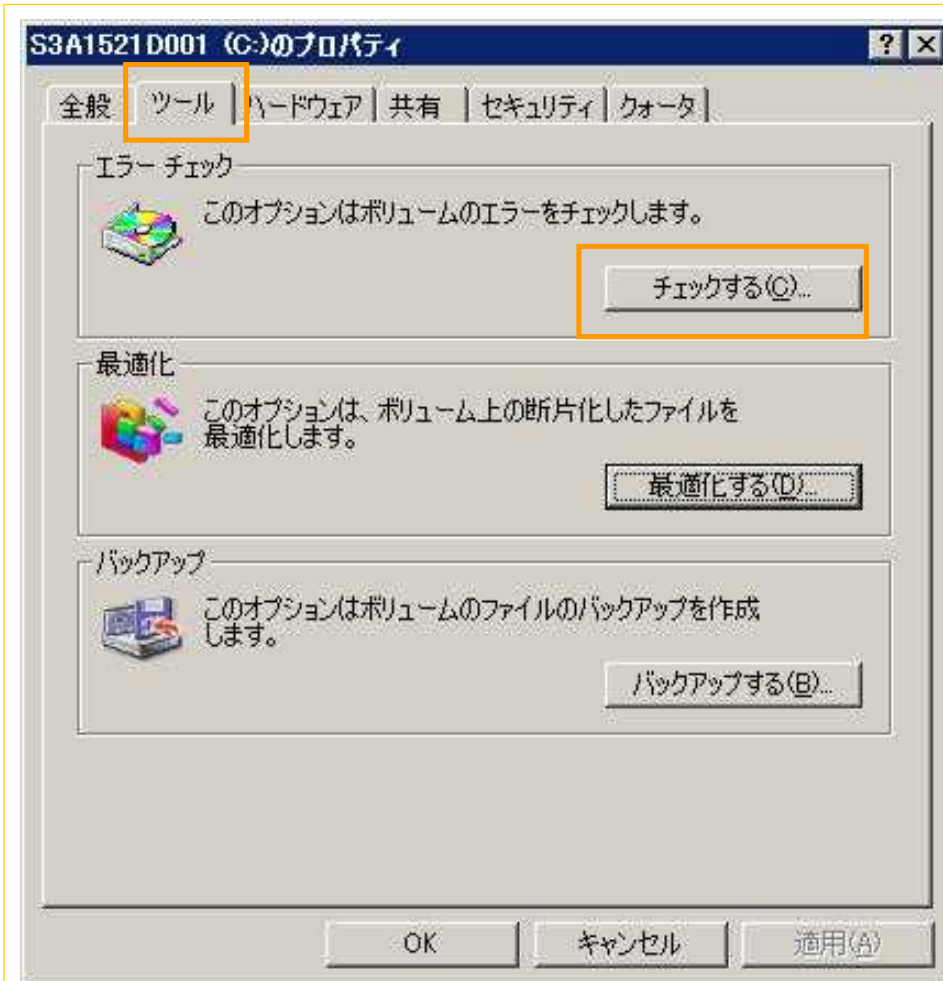 S3A1521D001 (C:)のプロパティ
全般 ツール ハードウェア 共有 セキュリティ クォータ
エラー チェック
このオプションはボリュームのエラーをチェックします。
チェックする(C)...
最適化
このオプションは、ボリューム上の断片化したファイルを
最適化します。
最適化する(D)...
バックアップ
このオプションはボリュームのファイルのバックアップを作成
します。
バックアップする(B)...
OK キャンセル 適用(A)